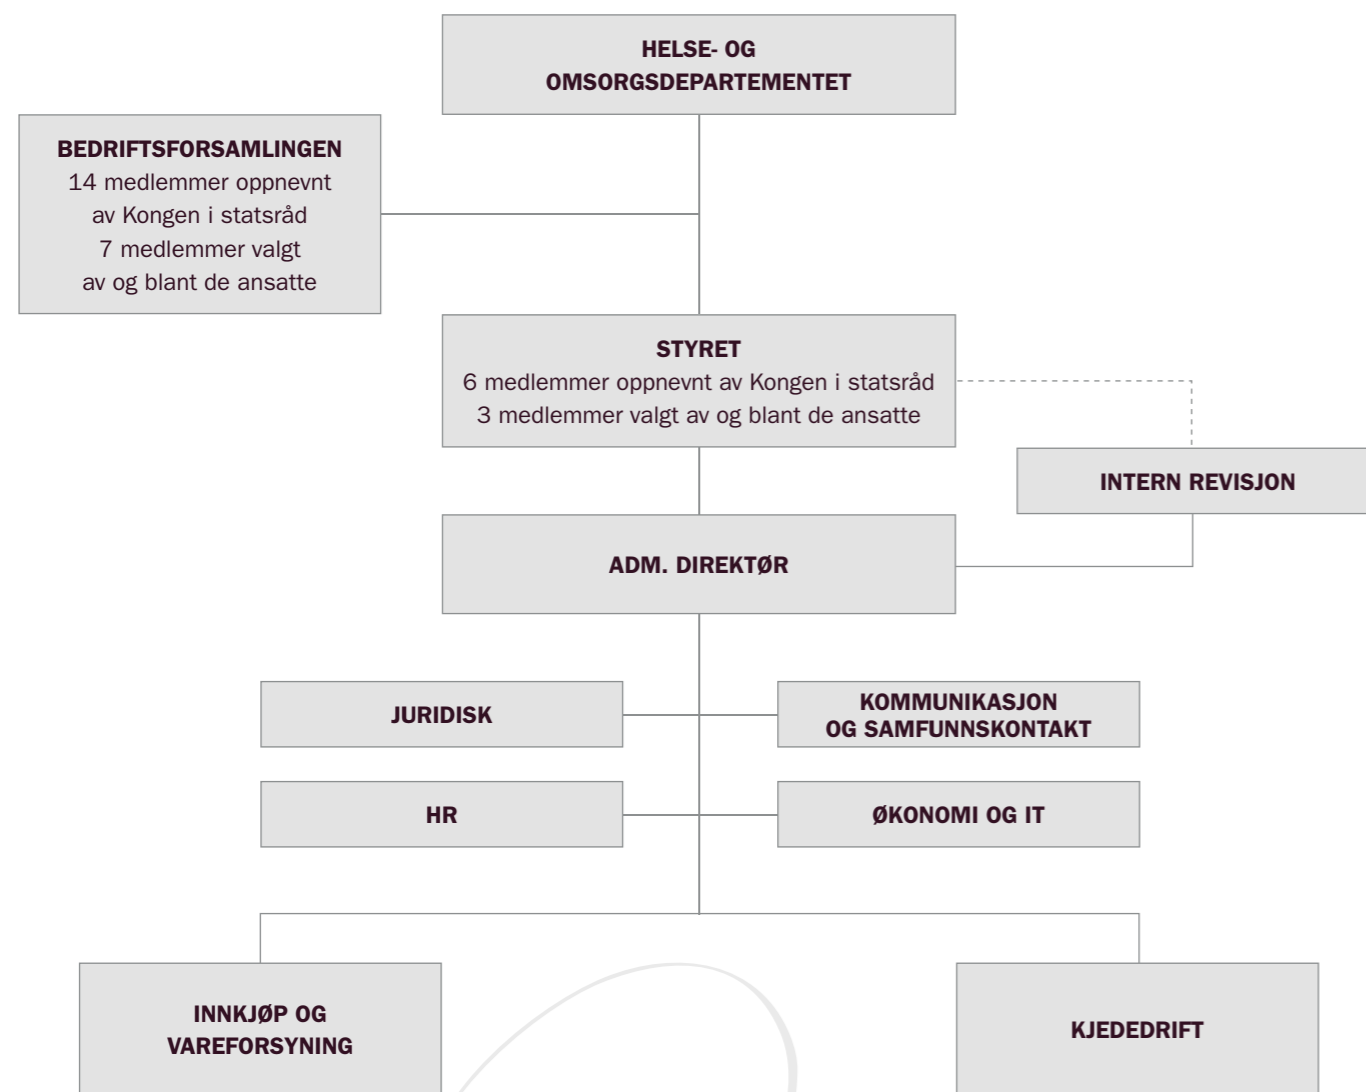 HELSE- OG
OMSORGSDEPARTEMENTET
BEDRIFTSFORSAMLINGEN
14 medlemmer oppnevnt
av Kongen i statsråd
7 medlemmer valgt
av og blant de ansatte
STYRET
6 medlemmer oppnevnt av Kongen i statsråd
3 medlemmer valgt av og blant de ansatte
INTERN REVISJON
ADM. DIREKTØR
JURIDISK
KOMMUNIKASJON
OG SAMFUNNSKONTAKT
HR
ØKONOMI OG IT
INNKJØP OG
VAREFORSYNING
KJEDEDRIFT